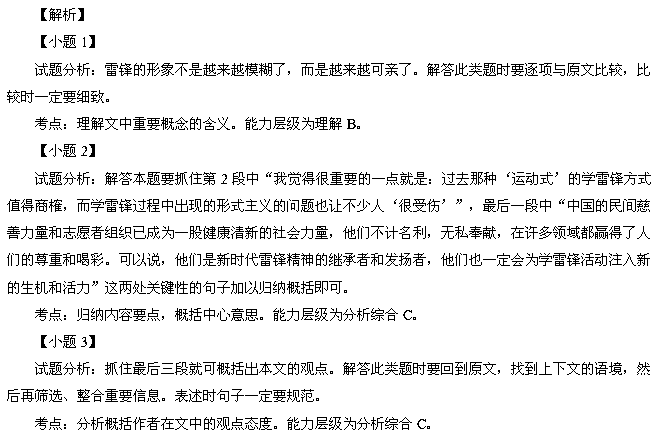 【解析】
【小题1】
试题分析：雷锋的形象不是越来越模糊了，而是越来越可亲了。解答此类题时要逐项与原文比较，比
较时一定要细致。
考点：理解文中重要概念的含义。能力层级为理解 B。
【小题2】
试题分析：解答本题要抓住第 2 段中“我觉得很重要的一点就是：过去那种‘运动式’的学雷锋方式
值得商榷，而学雷锋过程中出现的形式主义的问题也让不少人‘很受伤’”，最后一段中“中国的民间慈
善力量和志愿者组织已成为一股健康清新的社会力量，他们不计名利，无私奉献，在许多领域都赢得了人
们的尊重和喝彩。可以说，他们是新时代雷锋精神的继承者和发扬者，他们也一定会为学雷锋活动注入新
的生机和活力”这两处关键性的句子加以归纳概括即可。
考点：归纳内容要点，概括中心意思。能力层级为分析综合 C。
【小题3】
试题分析：抓住最后三段就可概括出本文的观点。解答此类题时要回到原文，找到上下文的语境，然
后再筛选、整合重要信息。表述时句子一定要规范。
考点：分析概括作者在文中的观点态度。能力层级为分析综合 C。